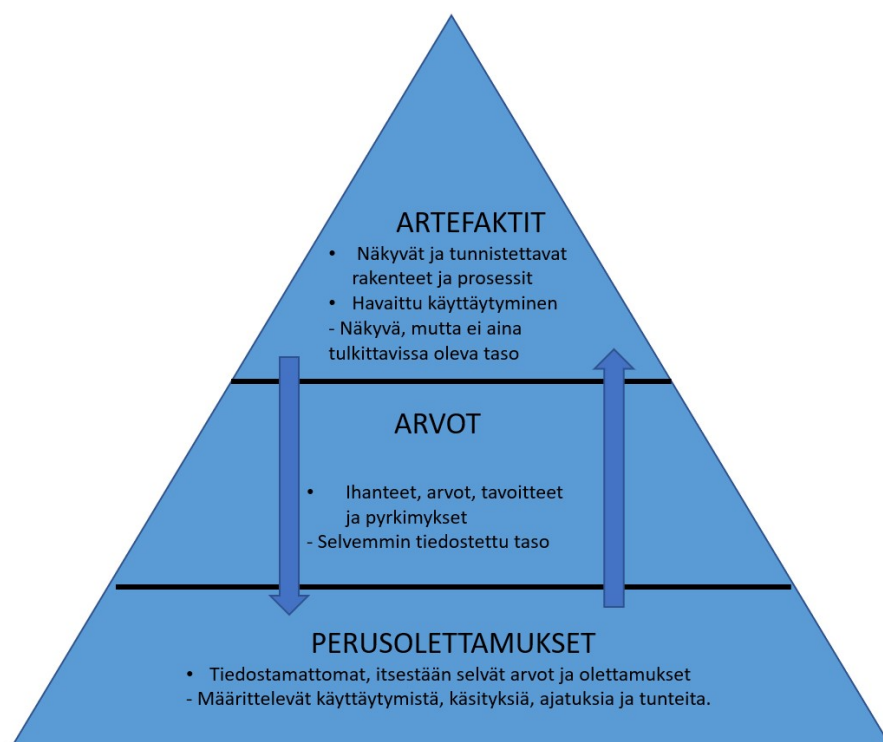 ARTEFAKTIT
• Näkyvät ja tunnistettavat
rakenteet ja prosessit
• Havaittu käyttäytyminen
- Näkyvä, mutta ei aina
tulkittavissa oleva taso
ARVOT
• Ihanteet, arvot, tavoitteet
ja pyrkimykset
- Selvemmin tiedostettu taso
PERUSOLETTAMUKSET
• Tiedostamattomat, itsestään selvät arvot ja olettamukset
- Määrittelevät käyttäytymistä, käsityksiä, ajatuksia ja tunteita.